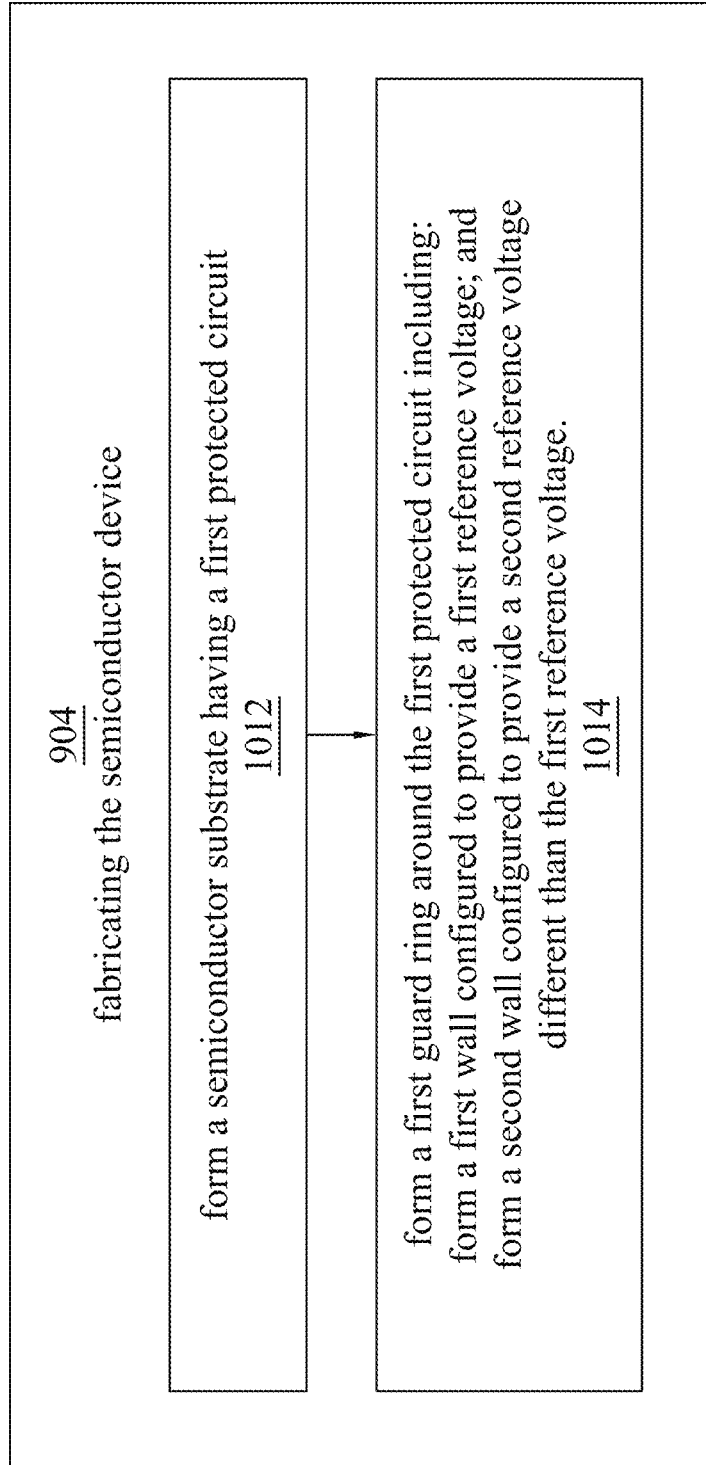 904
fabricating the semiconductor device
form a semiconductor substrate having a first protected circuit
1012
form a first guard ring around the first protected circuit including:
form a first wall configured to provide a first reference voltage; and
form a second wall configured to provide a second reference voltage
different than the first reference voltage.
1014